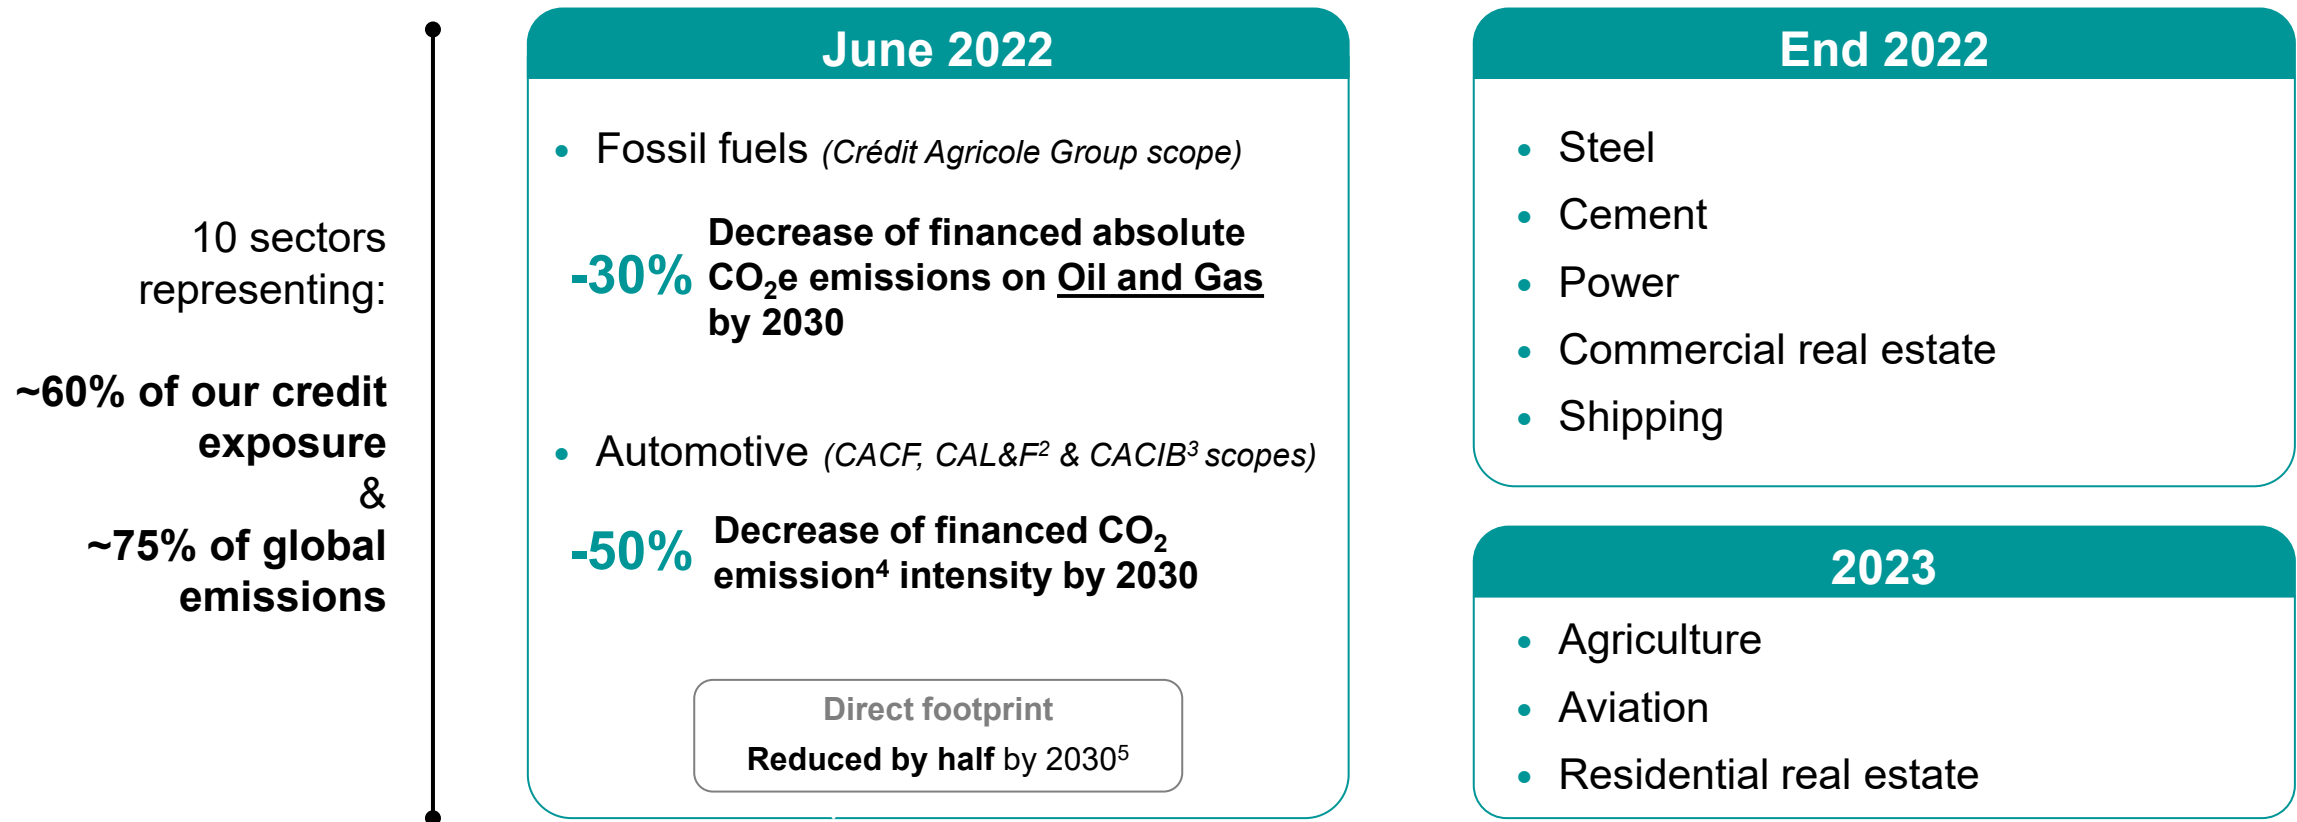 10 sectors
representing:
~60% of our credit
exposure
&
~75% of global
emissions
June 2022
• Fossil fuels (Crédit Agricole Group scope)
-30%
Decrease of financed absolute
CO₂e emissions on Oil and Gas
by 2030
• Automotive (CACF, CAL&F² & CACIB³ scopes)
-50%
Decrease of financed CO₂
emission⁴ intensity by 2030
Direct footprint
Reduced by half by 2030⁵
End 2022
• Steel
• Cement
• Power
• Commercial real estate
• Shipping
2023
• Agriculture
• Aviation
• Residential real estate